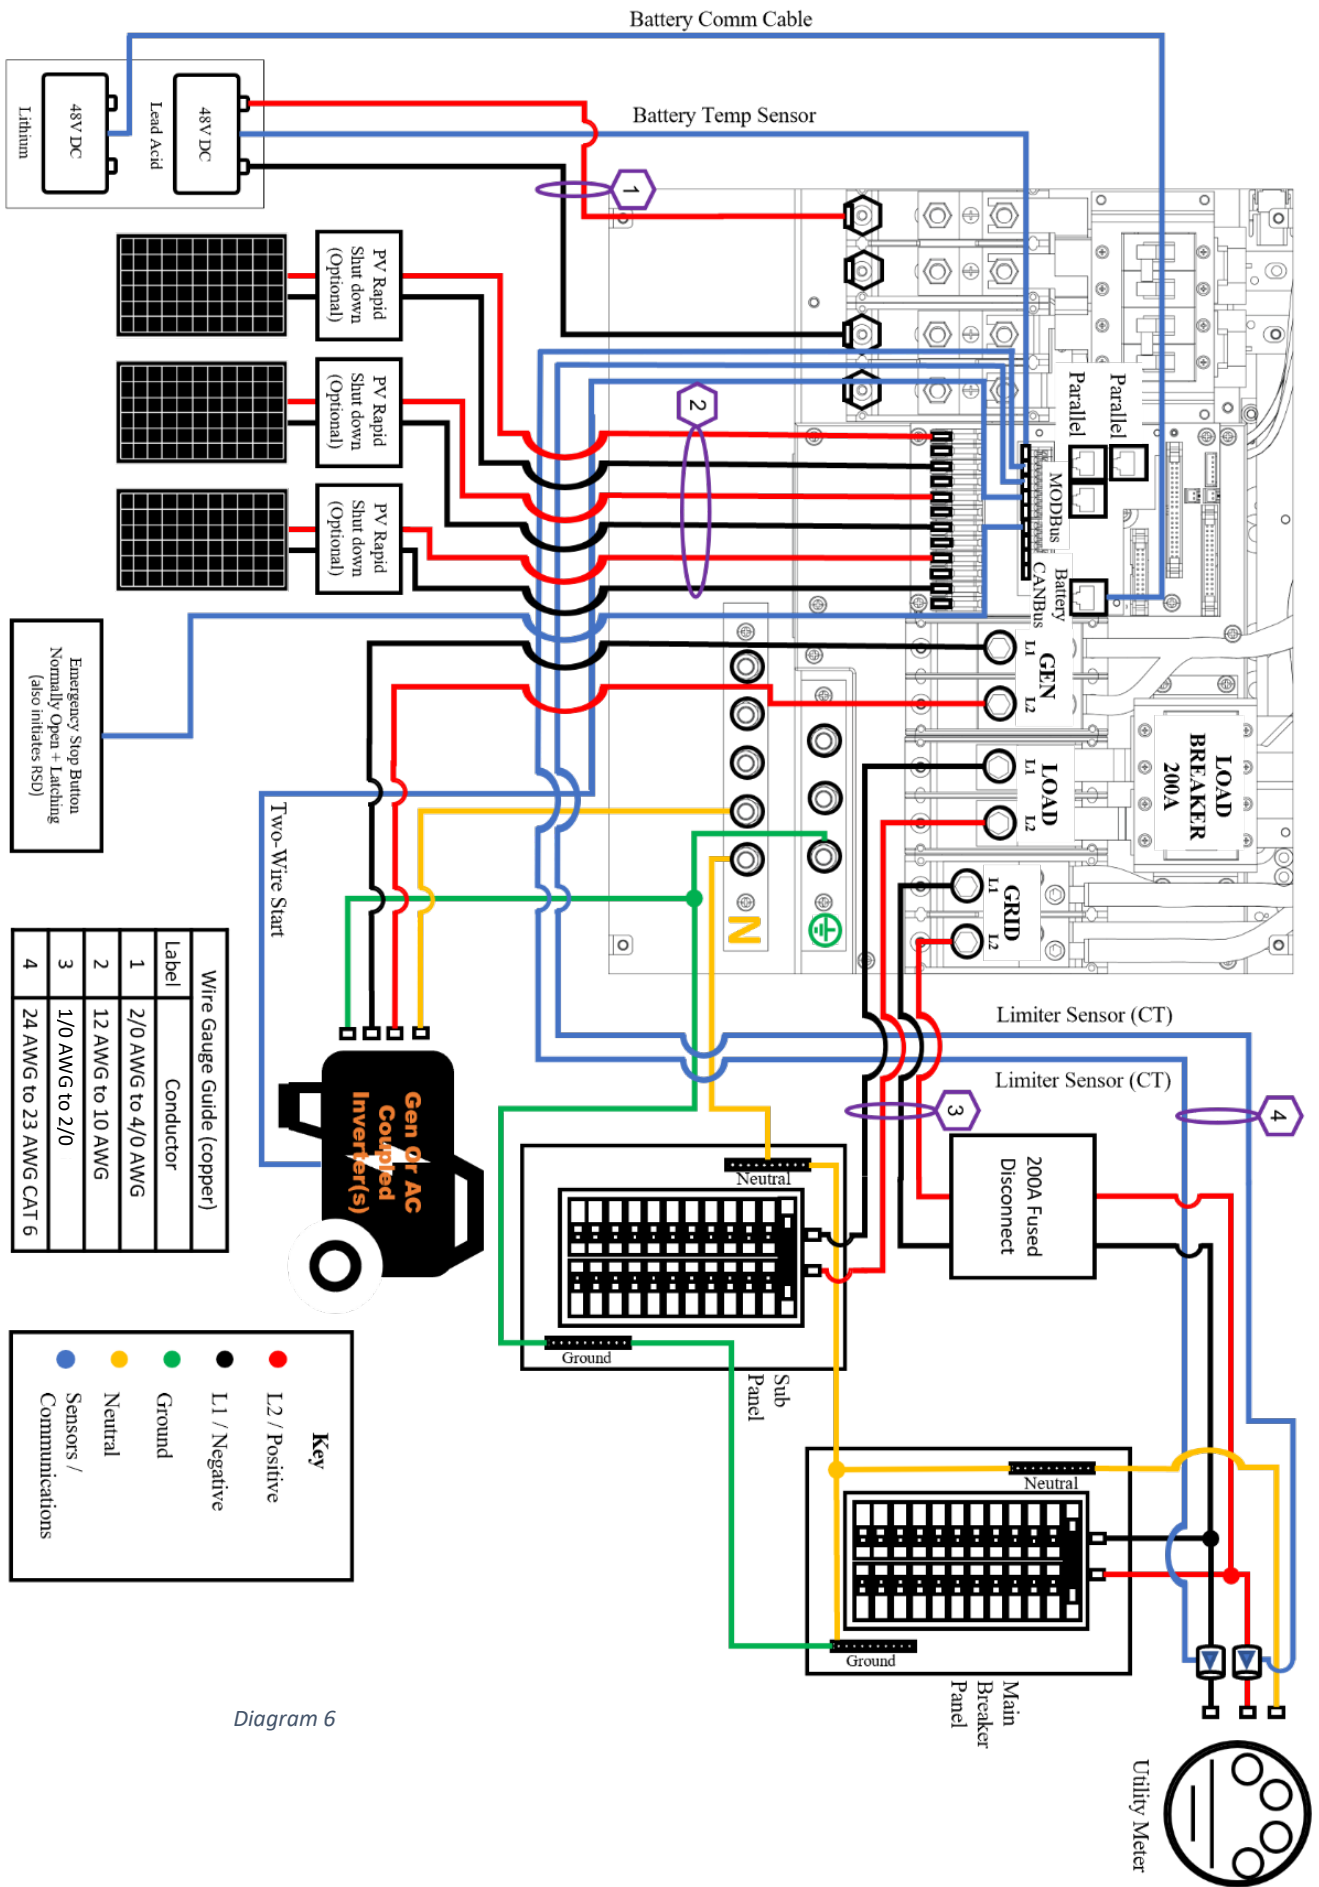 Battery Comm Cable
Battery Temp Sensor
48V DC
Lithium
48V DC
Lead Acid
1
PV Rapid
Shut down
(Optional)
PV Rapid
Shut down
(Optional)
PV Rapid
Shut down
(Optional)
2
Parallel
Parallel
MODBus
Battery
CANBus
L1
GEN
L2
L1
LOAD
L2
LOAD
BREAKER
200A
L1
GRID
L2
N
Emergency Stop Button
Normally Open + Latching
(also initiates RSD)
Two-Wire Start
Limiter Sensor (CT)
Limiter Sensor (CT)
3
4
Wire Gauge Guide (copper)
Label Conductor
1 2/0 AWG to 4/0 AWG
2 12 AWG to 10 AWG
3 1/0 AWG to 2/0
4 24 AWG to 23 AWG CAT 6
Gen Or AC
Coupled
Inverter(s)
200A Fused
Disconnect
Neutral
Ground
Sub
Panel
Neutral
Ground
Main
Breaker
Panel
Key
L2 / Positive
L1 / Negative
Ground
Neutral
Sensors /
Communications
Utility Meter
Diagram 6